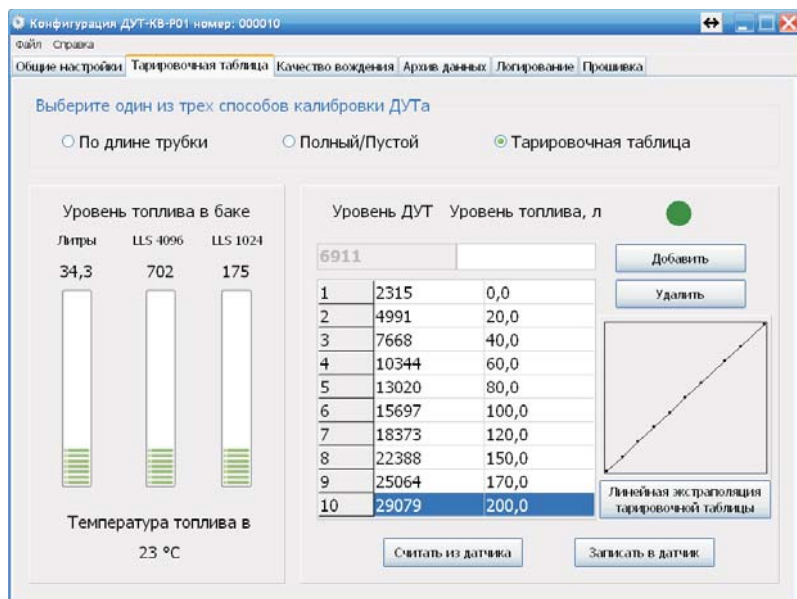 Конфигурация ДУТ-КВ-Р01 номер: 000010
Файл Справка
Общие настройки Тарировочная таблица Качество вождения Архив данных Логирование Прошивка
Выберите один из трех способов калибровки ДУТа
По длине трубки Полный/Пустой Тарировочная таблица
Уровень топлива в баке
Литры LLS 4096 LLS 1024
34,3 702 175
Температура топлива в
23 °C
Уровень ДУТ Уровень топлива, л
6911 Добавить
Удалить
1 2315 0,0
2 4991 20,0
3 7668 40,0
4 10344 60,0
5 13020 80,0
6 15697 100,0
7 18373 120,0
8 22388 150,0
9 25064 170,0
10 29079 200,0
Линейная экстраполяция
тарировочной таблицы
Считать из датчика Записать в датчик